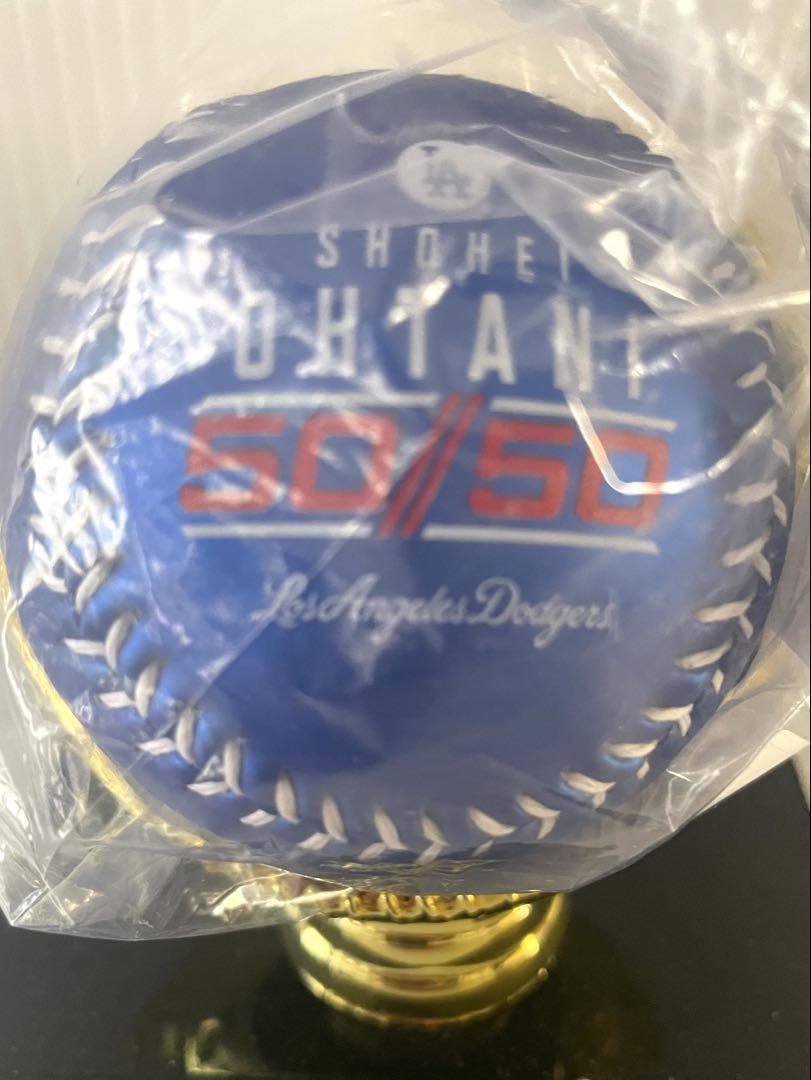 LA
SHOHEI
OHTANI
50//50
Los Angeles Dodgers